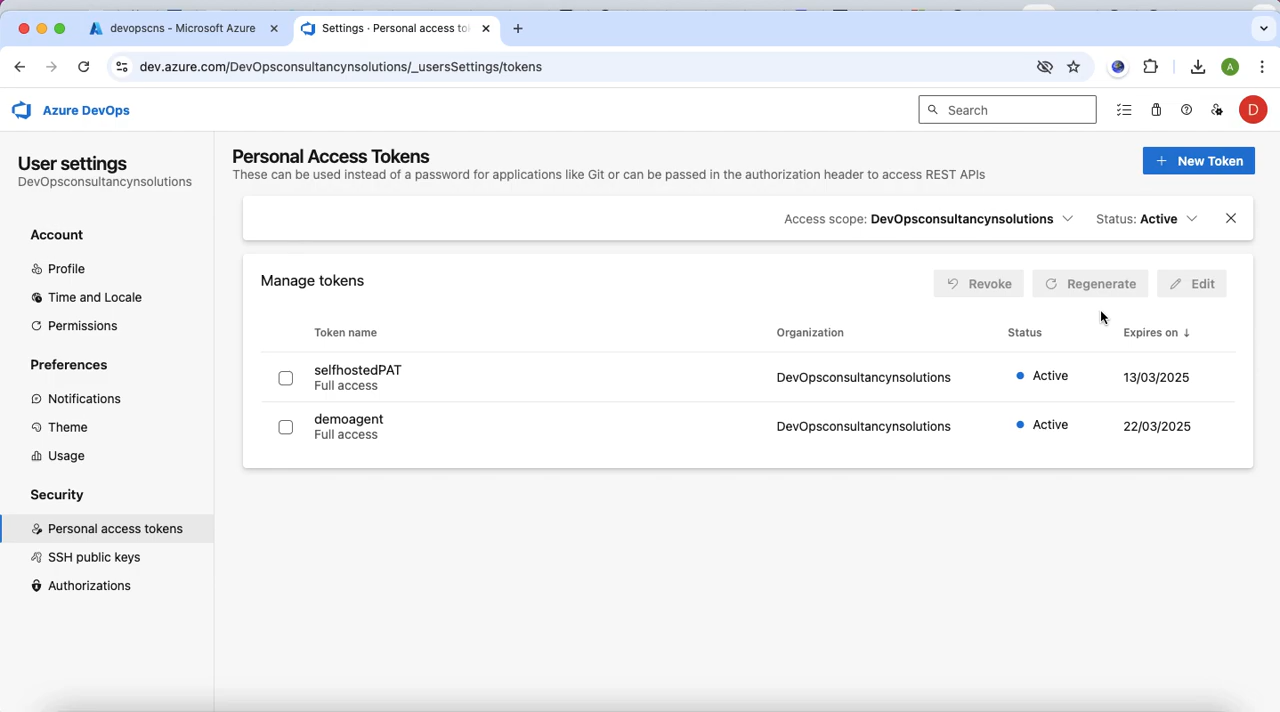 devopscns - Microsoft Azure
Settings · Personal access to
dev.azure.com/DevOpsconsultancynsolutions/_usersSettings/tokens
A
Azure DevOps
Search
D
User settings
DevOpsconsultancynsolutions
Account
Profile
Time and Locale
Permissions
Preferences
Notifications
Theme
Usage
Security
Personal access tokens
SSH public keys
Authorizations
Personal Access Tokens
These can be used instead of a password for applications like Git or can be passed in the authorization header to access REST APIs
New Token
Access scope: DevOpsconsultancynsolutions
Status: Active
Manage tokens
Revoke
Regenerate
Edit
Token name Organization Status Expires on
selfhostedPAT
Full access
DevOpsconsultancynsolutions Active 13/03/2025
demoagent
Full access
DevOpsconsultancynsolutions Active 22/03/2025